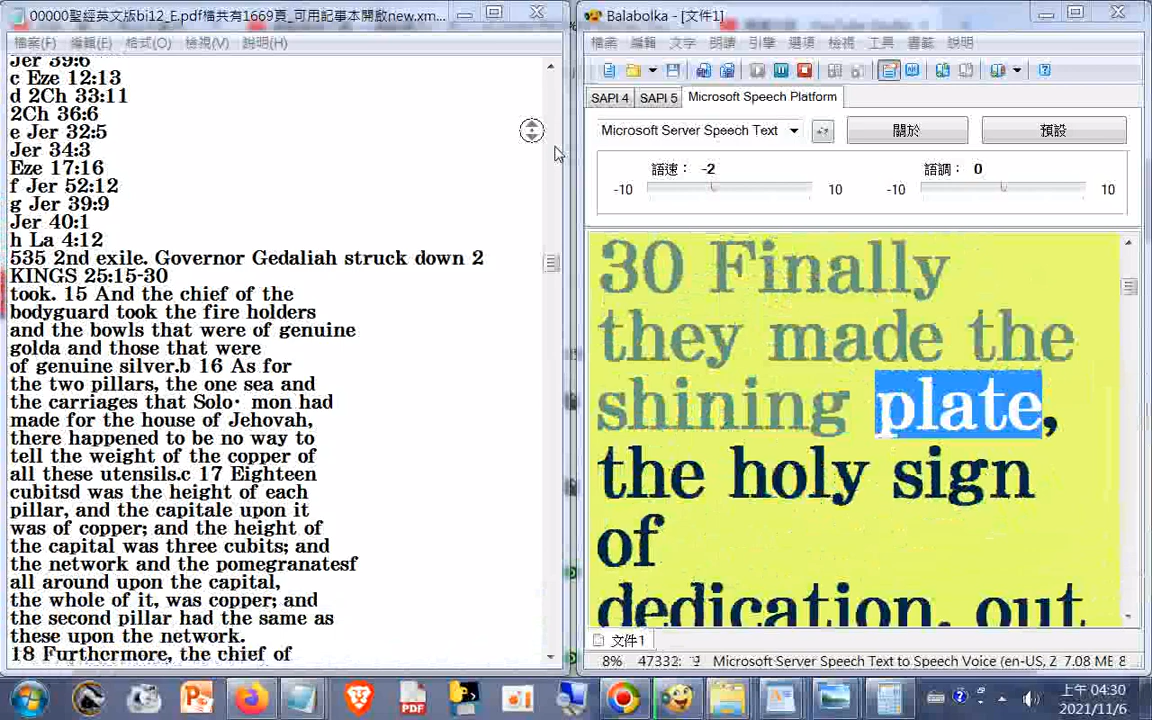 00000聖經英文版bi12_E.pdf檔共有1669頁_可用記事本開啟new.xm...
檔案(F) 編輯(E) 格式(O) 檢視(V) 說明(H)
Jer 39:6
c Eze 12:13
d 2Ch 33:11
2Ch 36:6
e Jer 32:5
Jer 34:3
Eze 17:16
f Jer 52:12
g Jer 39:9
Jer 40:1
h La 4:12
535 2nd exile. Governor Gedaliah struck down 2
KINGS 25:15-30
took. 15 And the chief of the
bodyguard took the fire holders
and the bowls that were of genuine
golda and those that were
of genuine silver.b 16 As for
the two pillars, the one sea and
the carriages that Solo· mon had
made for the house of Jehovah,
there happened to be no way to
tell the weight of the copper of
all these utensils.c 17 Eighteen
cubitsd was the height of each
pillar, and the capitale upon it
was of copper; and the height of
the capital was three cubits; and
the network and the pomegranatesf
all around upon the capital,
the whole of it, was copper; and
the second pillar had the same as
these upon the network.
18 Furthermore, the chief of
Balabolka - [文件1]
檔案 編輯 文字 朗讀 引擎 選項 檢視 工具 書籤 說明
SAPI 4 SAPI 5 Microsoft Speech Platform
Microsoft Server Speech Text 關於 預設
語速： -2 語調： 0
-10 10 -10 10
30 Finally
they made the
shining plate,
the holy sign
of
dedication, out
文件1
8% 47332: Microsoft Server Speech Text to Speech Voice (en-US, 2 7.08 MB 8
PDF
上午 04:30
2021/11/6